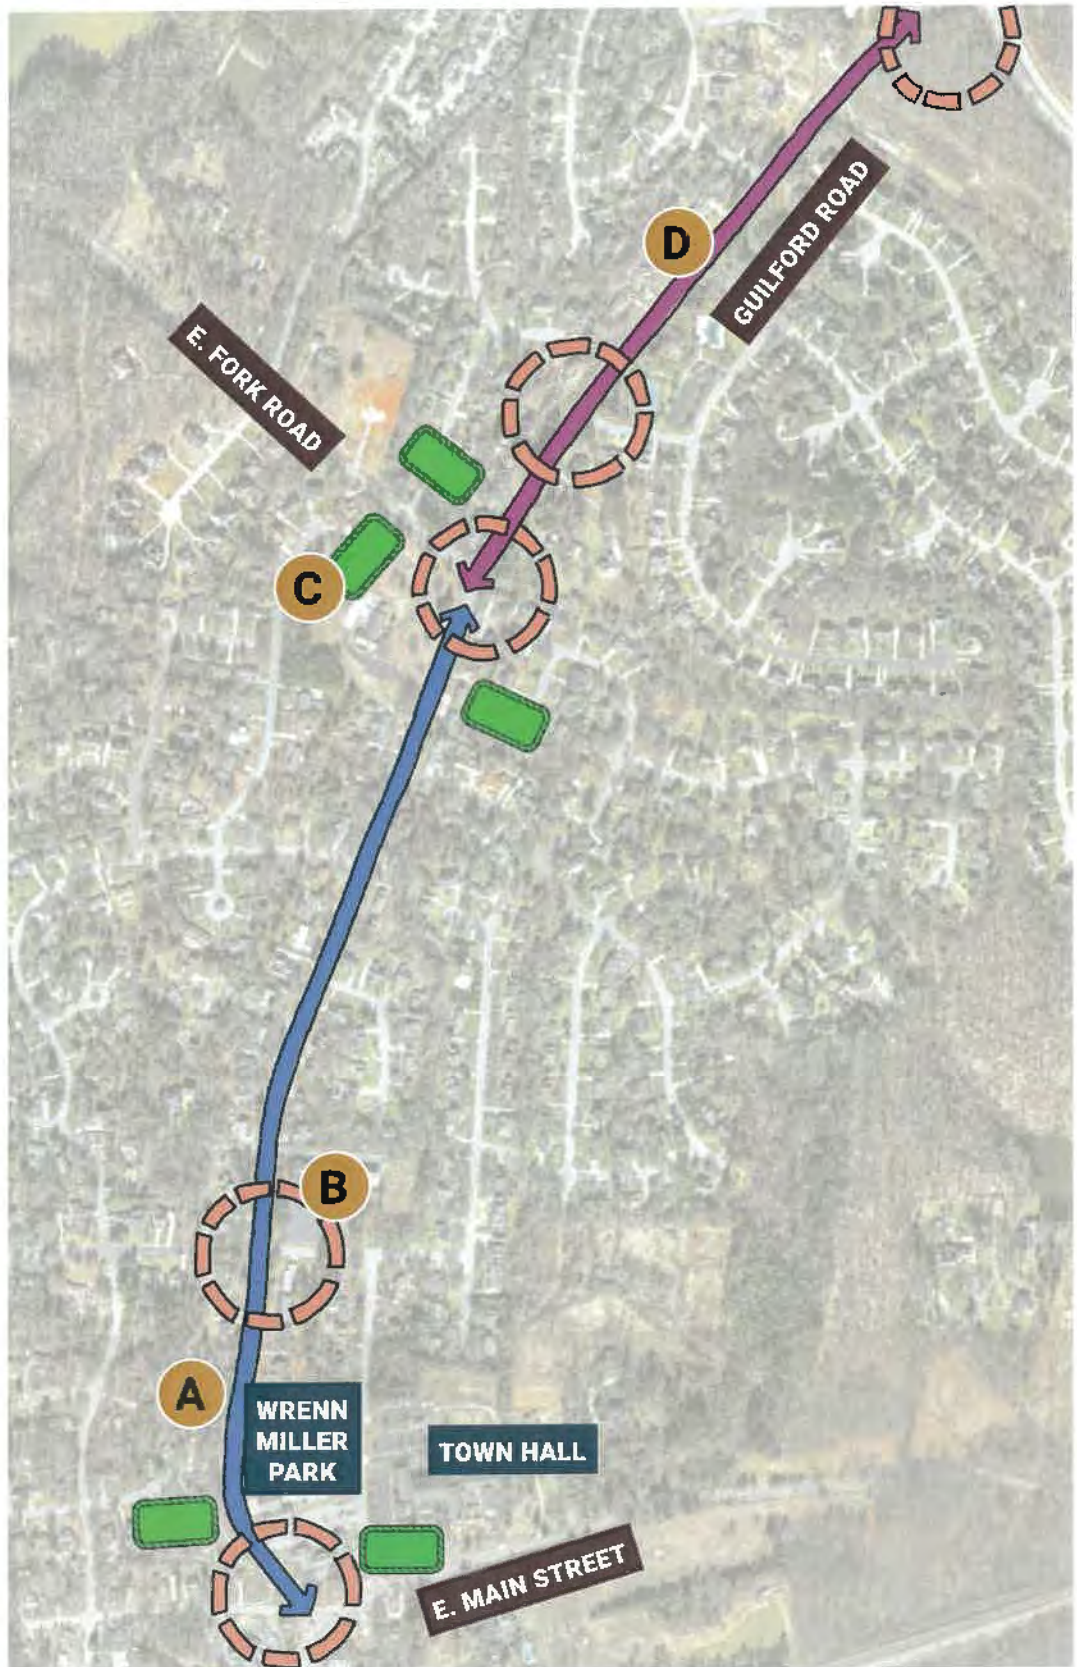 D
GUILFORD ROAD
E. FORK ROAD
C
B
A
WRENN
MILLER
PARK
TOWN HALL
E. MAIN STREET